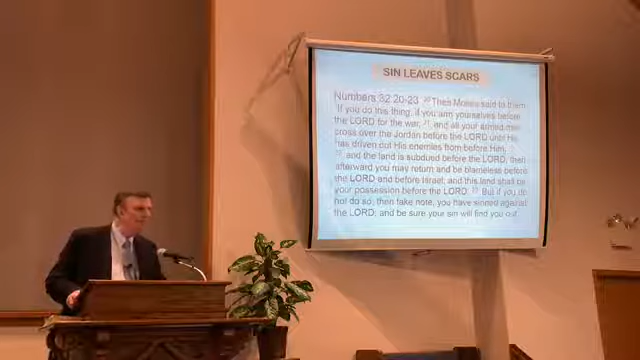 SIN LEAVES SCARS
Numbers 32:20-23 20 Then Moses said to them:
"If you do this thing, if you arm yourselves before
the LORD for the war, 21 and all your armed men
cross over the Jordan before the LORD until He
has driven out His enemies from before Him,
22 and the land is subdued before the LORD, then
afterward you may return and be blameless before
the LORD and before Israel; and this land shall be
your possession before the LORD. 23 But if you do
not do so, then take note, you have sinned against
the LORD; and be sure your sin will find you out.